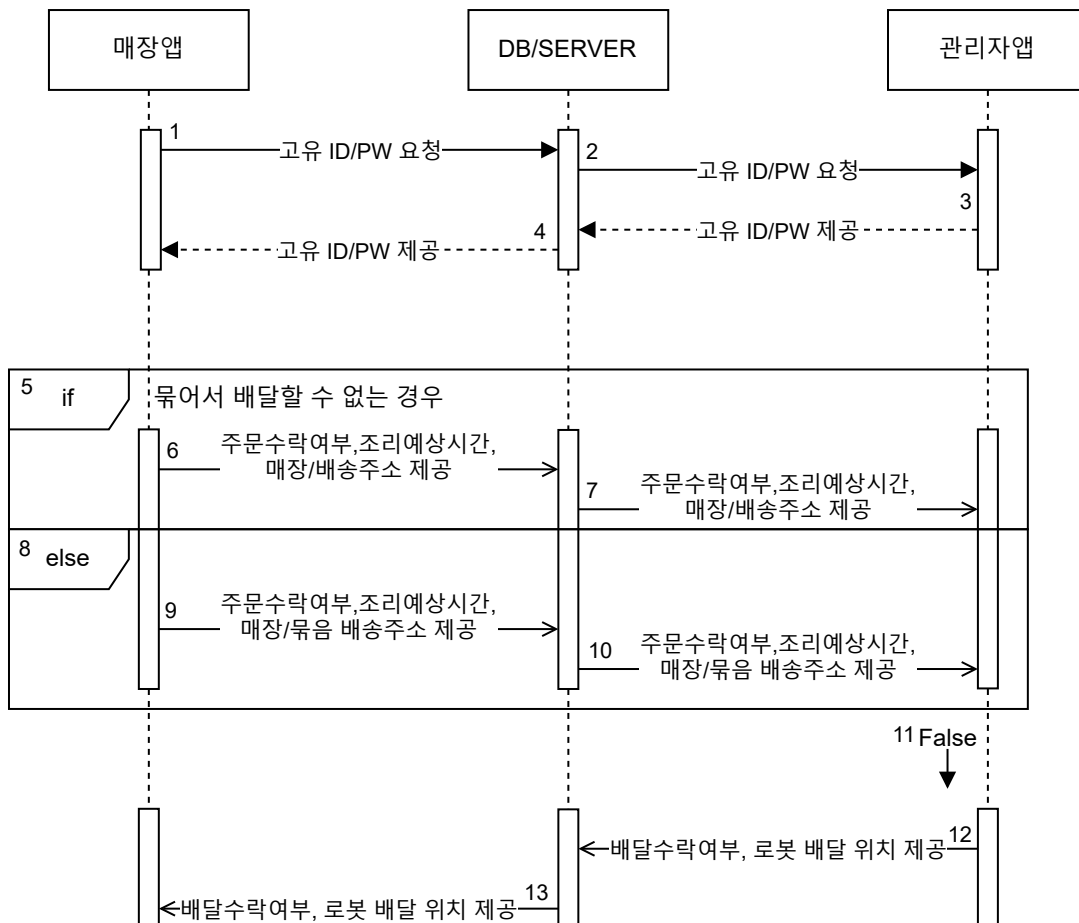 매장앱
DB/SERVER
관리자앱
1
고유 ID/PW 요청
2
고유 ID/PW 요청
3
고유 ID/PW 제공
4
고유 ID/PW 제공
5
if
묶어서 배달할 수 없는 경우
6
주문수락여부,조리예상시간,
매장/배송주소 제공
7
주문수락여부,조리예상시간,
매장/배송주소 제공
8
else
9
주문수락여부,조리예상시간,
매장/묶음 배송주소 제공
10
주문수락여부,조리예상시간,
매장/묶음 배송주소 제공
11
False
12
배달수락여부, 로봇 배달 위치 제공
13
배달수락여부, 로봇 배달 위치 제공